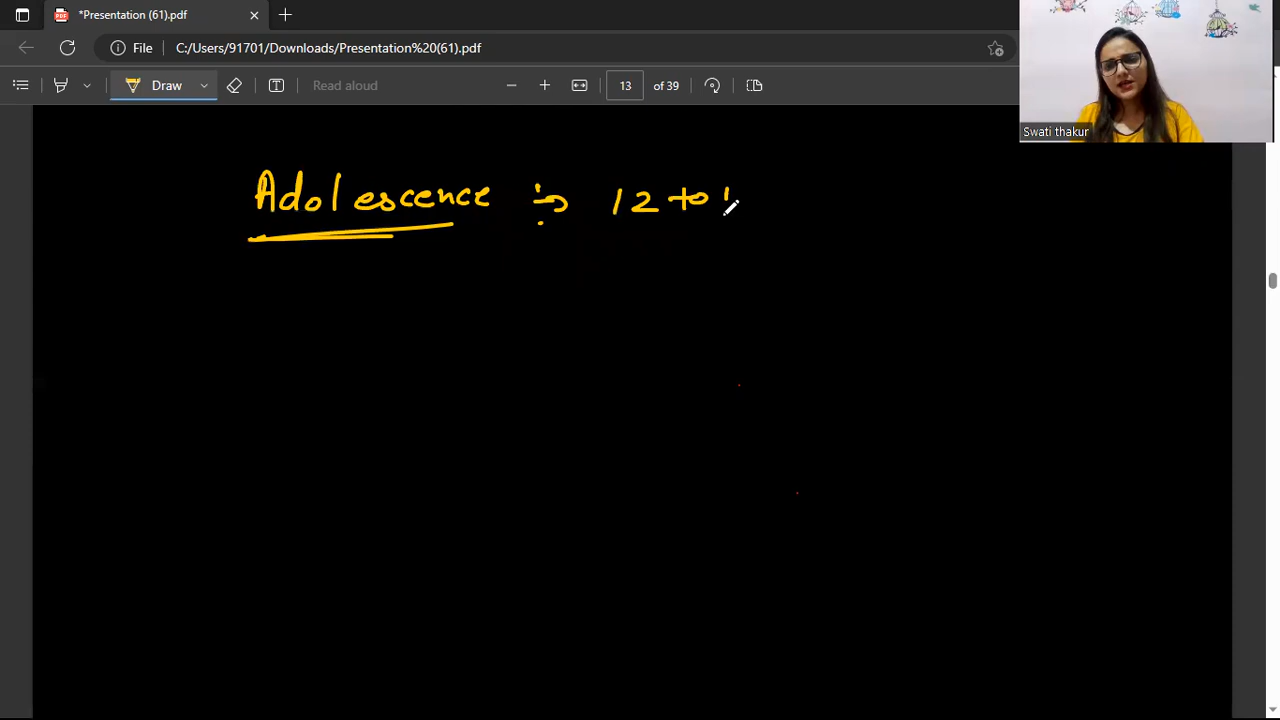 *Presentation (61).pdf
File C:/Users/91701/Downloads/Presentation%20(61).pdf
Draw Read aloud 13 of 39
Swati thakur
Adolescence :→ 12 to 1